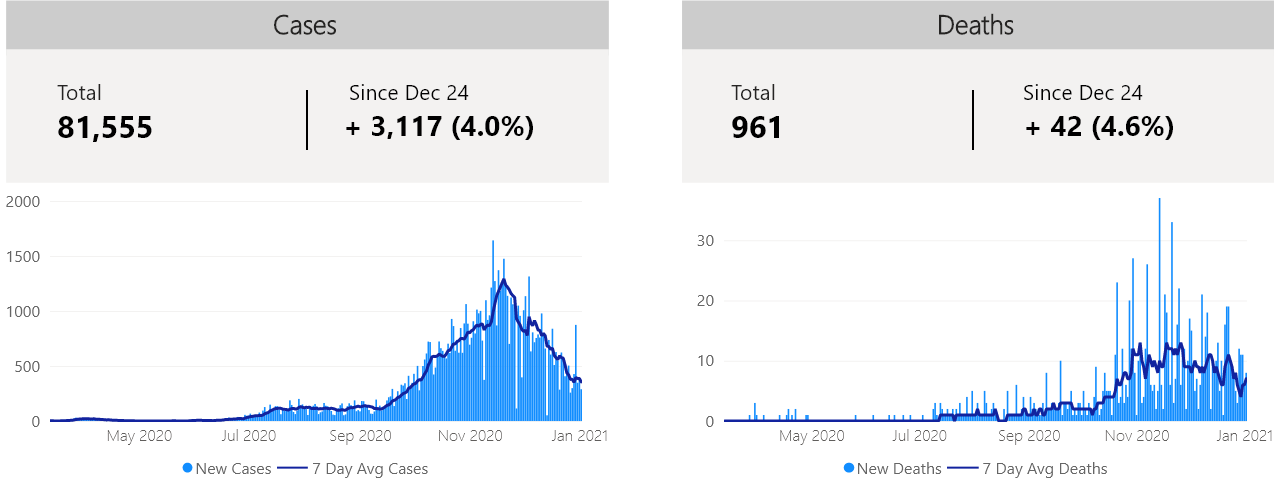 Cases
Total
Since Dec 24
81,555
+ 3,117 (4.0%)
2000
1500
1000
500
0
May 2020
Jul 2020
Sep 2020
Nov 2020
Jan 2021
New Cases
7 Day Avg Cases
Deaths
Total
Since Dec 24
961
+ 42 (4.6%)
30
20
10
0
May 2020
Jul 2020
Sep 2020
Nov 2020
Jan 2021
New Deaths
7 Day Avg Deaths